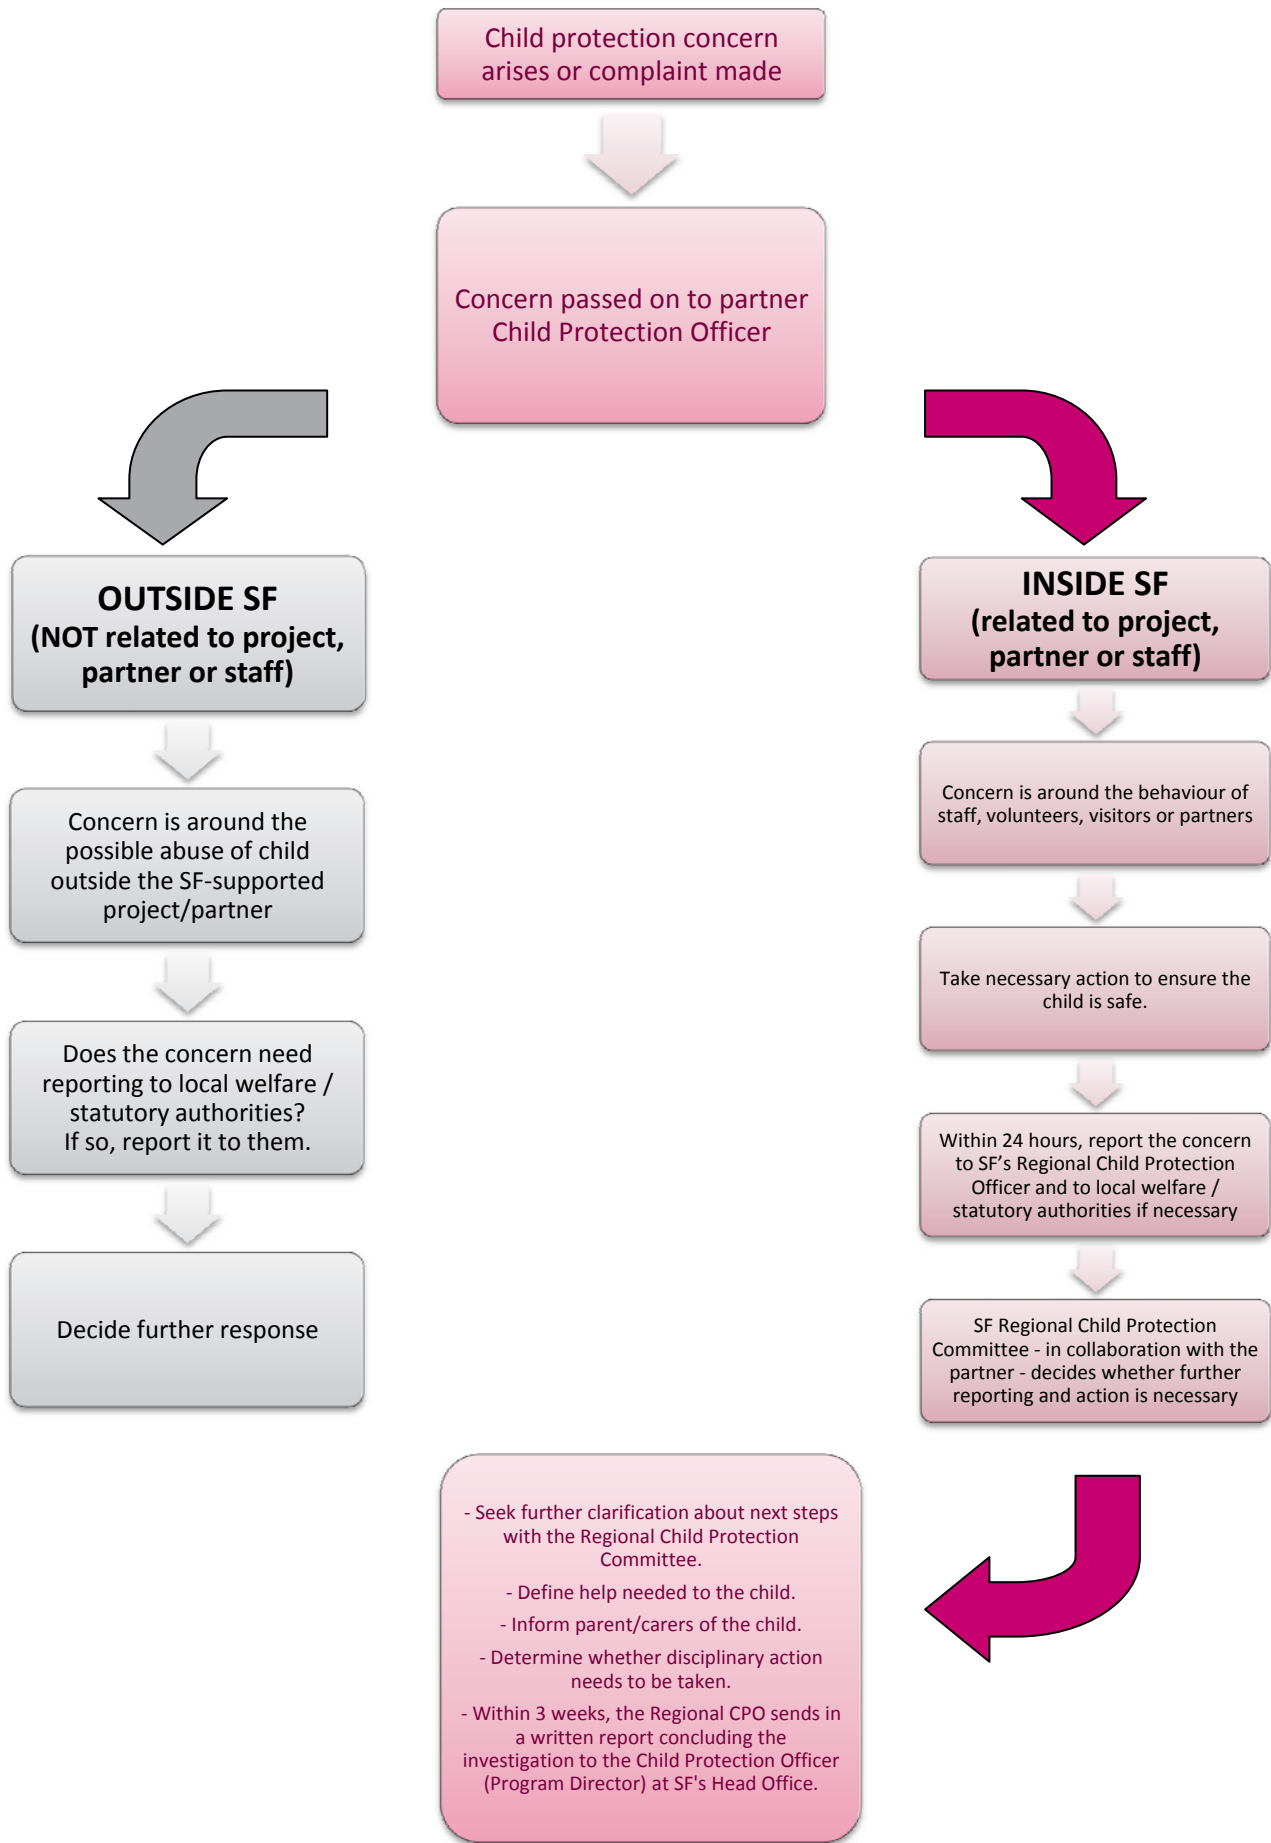 Child protection concern
arises or complaint made
Concern passed on to partner
Child Protection Officer
OUTSIDE SF
(NOT related to project,
partner or staff)
Concern is around the
possible abuse of child
outside the SF-supported
project/partner
Does the concern need
reporting to local welfare /
statutory authorities?
If so, report it to them.
Decide further response
INSIDE SF
(related to project,
partner or staff)
Concern is around the behaviour of
staff, volunteers, visitors or partners
Take necessary action to ensure the
child is safe.
Within 24 hours, report the concern
to SF’s Regional Child Protection
Officer and to local welfare /
statutory authorities if necessary
SF Regional Child Protection
Committee - in collaboration with the
partner - decides whether further
reporting and action is necessary
- Seek further clarification about next steps
with the Regional Child Protection
Committee.
- Define help needed to the child.
- Inform parent/carers of the child.
- Determine whether disciplinary action
needs to be taken.
- Within 3 weeks, the Regional CPO sends in
a written report concluding the
investigation to the Child Protection Officer
(Program Director) at SF's Head Office.